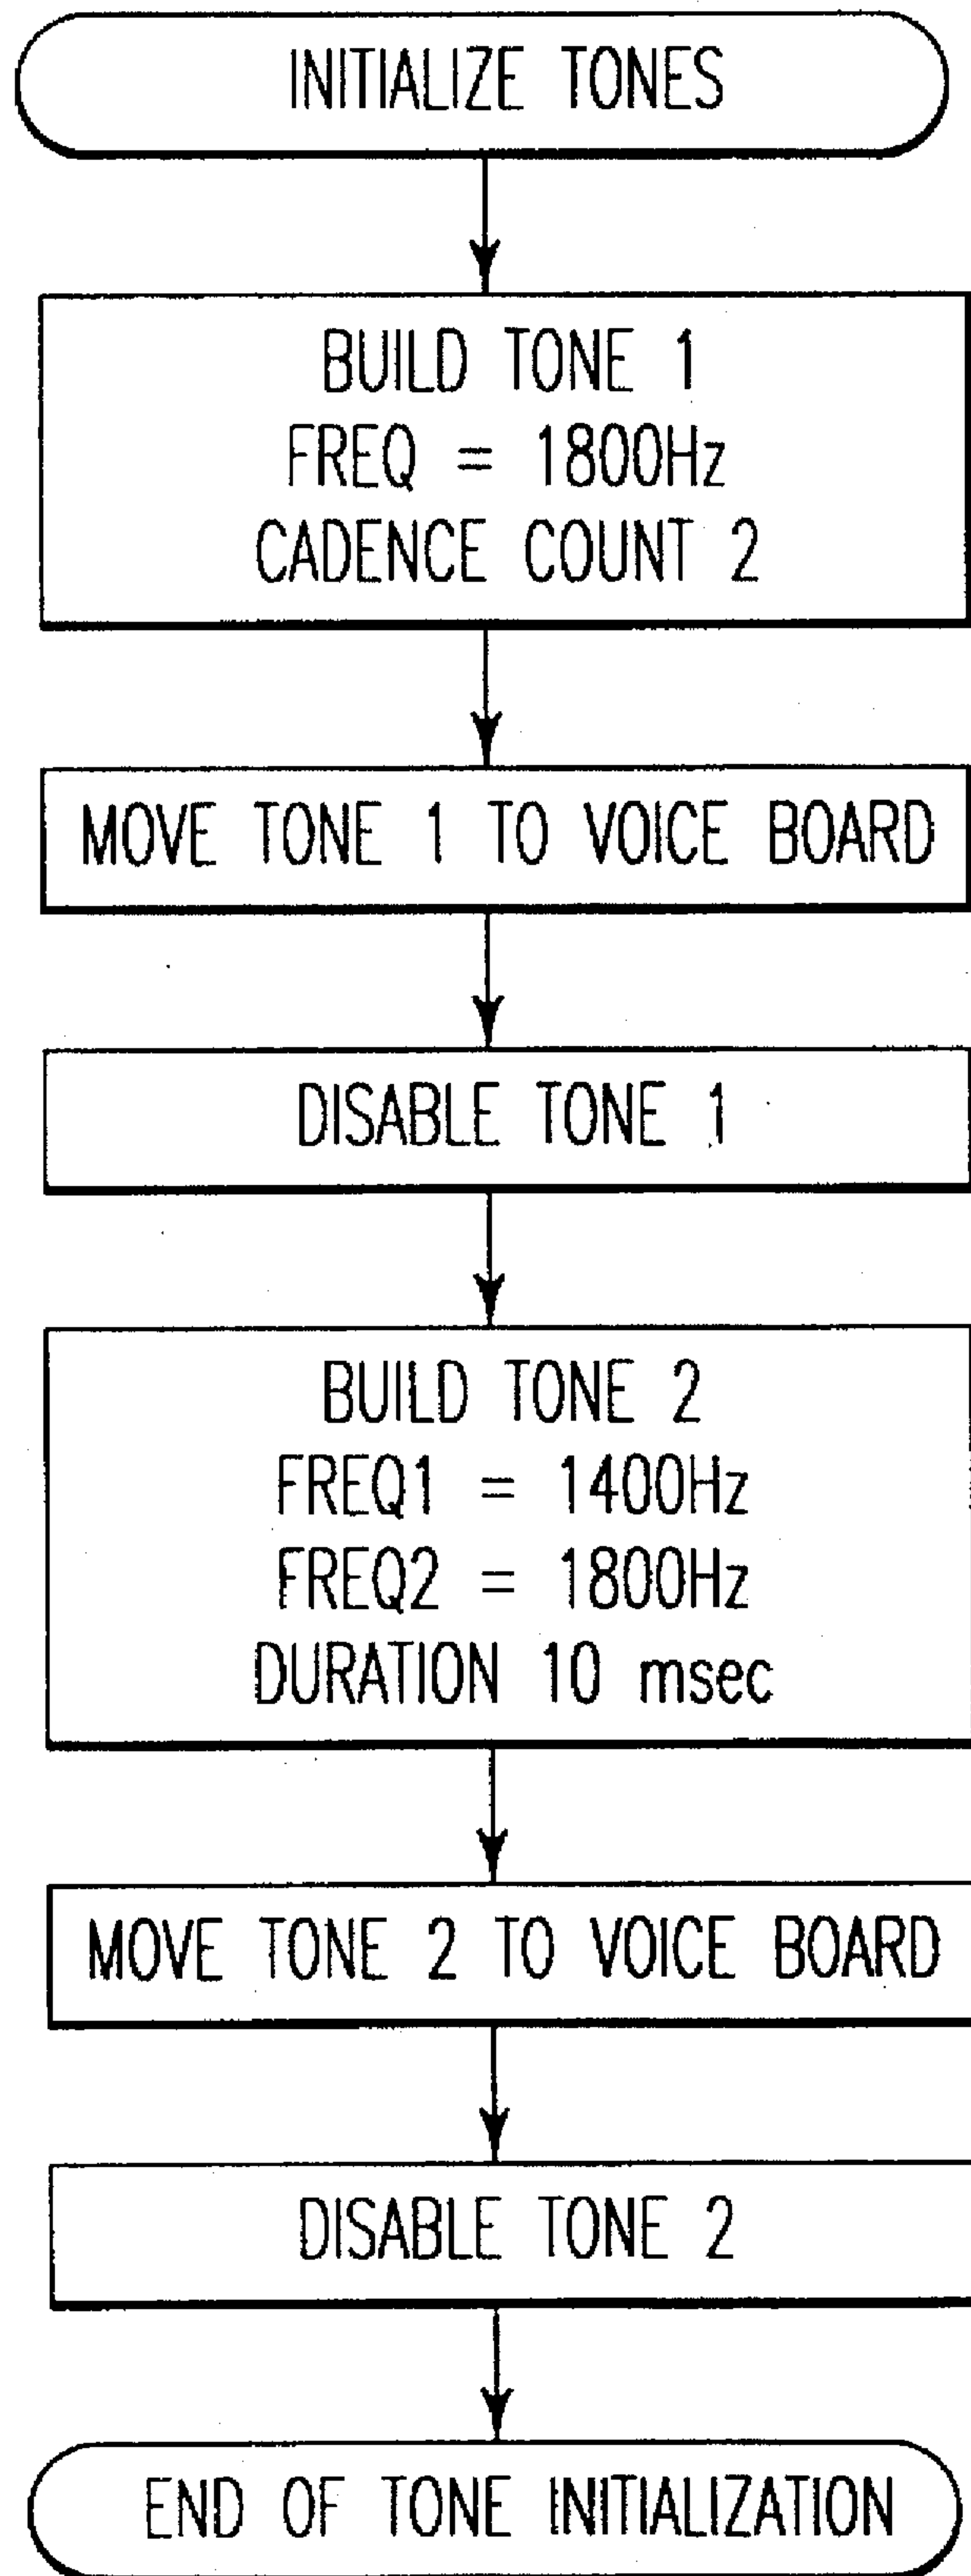 INITIALIZE TONES
BUILD TONE 1
FREQ = 1800Hz
CADENCE COUNT 2
MOVE TONE 1 TO VOICE BOARD
DISABLE TONE 1
BUILD TONE 2
FREQ1 = 1400Hz
FREQ2 = 1800Hz
DURATION 10 msec
MOVE TONE 2 TO VOICE BOARD
DISABLE TONE 2
END OF TONE INITIALIZATION